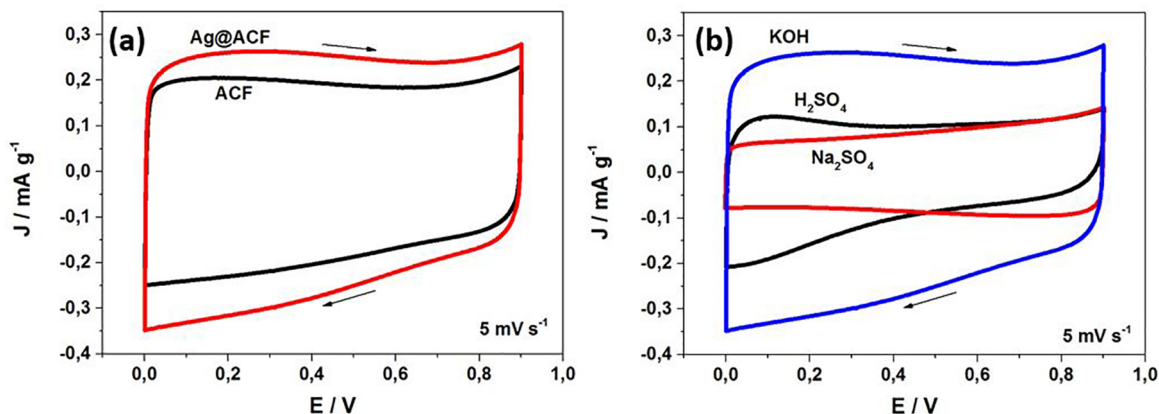 (a)
Ag@ACF
ACF
5 mV s⁻¹
J / mA g⁻¹
0,3
0,2
0,1
0,0
-0,1
-0,2
-0,3
-0,4
0,0 0,2 0,4 0,6 0,8 1,0
E / V
(b)
KOH
H₂SO₄
Na₂SO₄
5 mV s⁻¹
J / mA g⁻¹
0,3
0,2
0,1
0,0
-0,1
-0,2
-0,3
-0,4
0,0 0,2 0,4 0,6 0,8 1,0
E / V